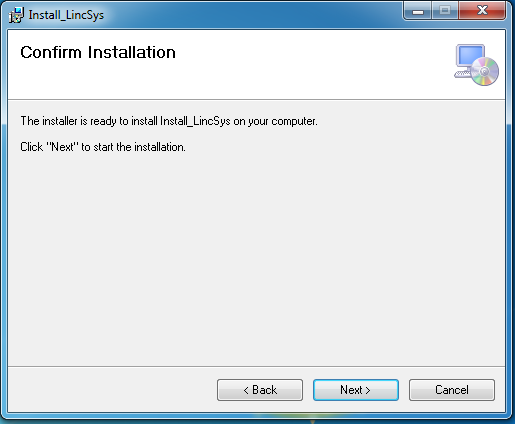 Install_LincSys
Confirm Installation
The installer is ready to install Install_LincSys on your computer.
Click "Next" to start the installation.
< Back
Next >
Cancel